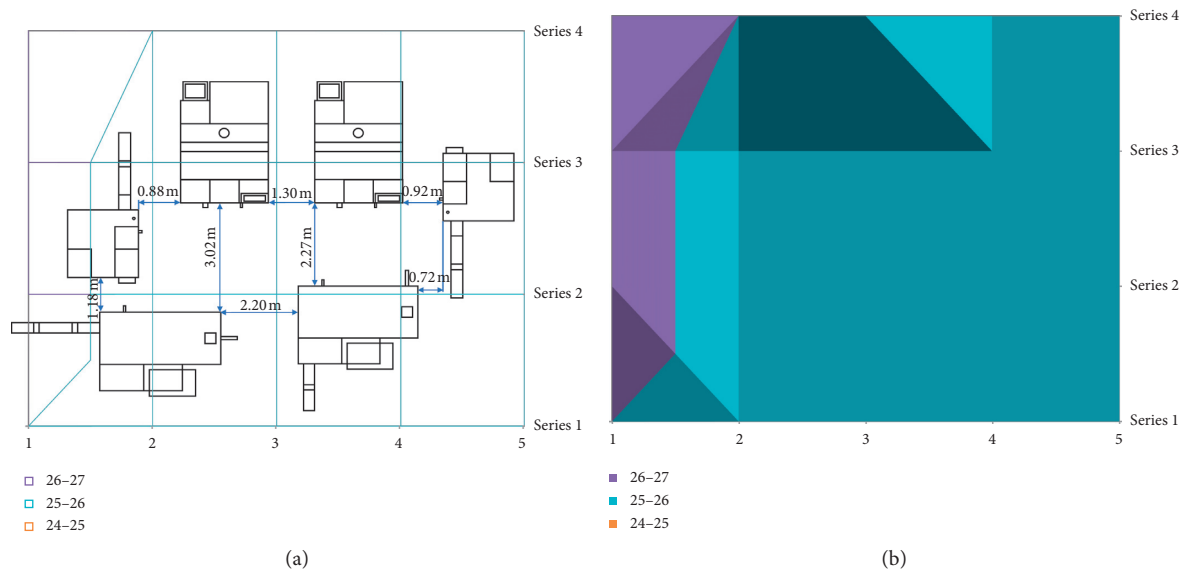 Series 4
Series 3
0.88 m
1.30 m
0.92 m
3.02 m
2.27 m
0.72 m
1.18 m
Series 2
2.20 m
Series 1
1 2 3 4 5
26–27
25–26
24–25
(a)
Series 4
Series 3
Series 2
Series 1
1 2 3 4 5
26–27
25–26
24–25
(b)